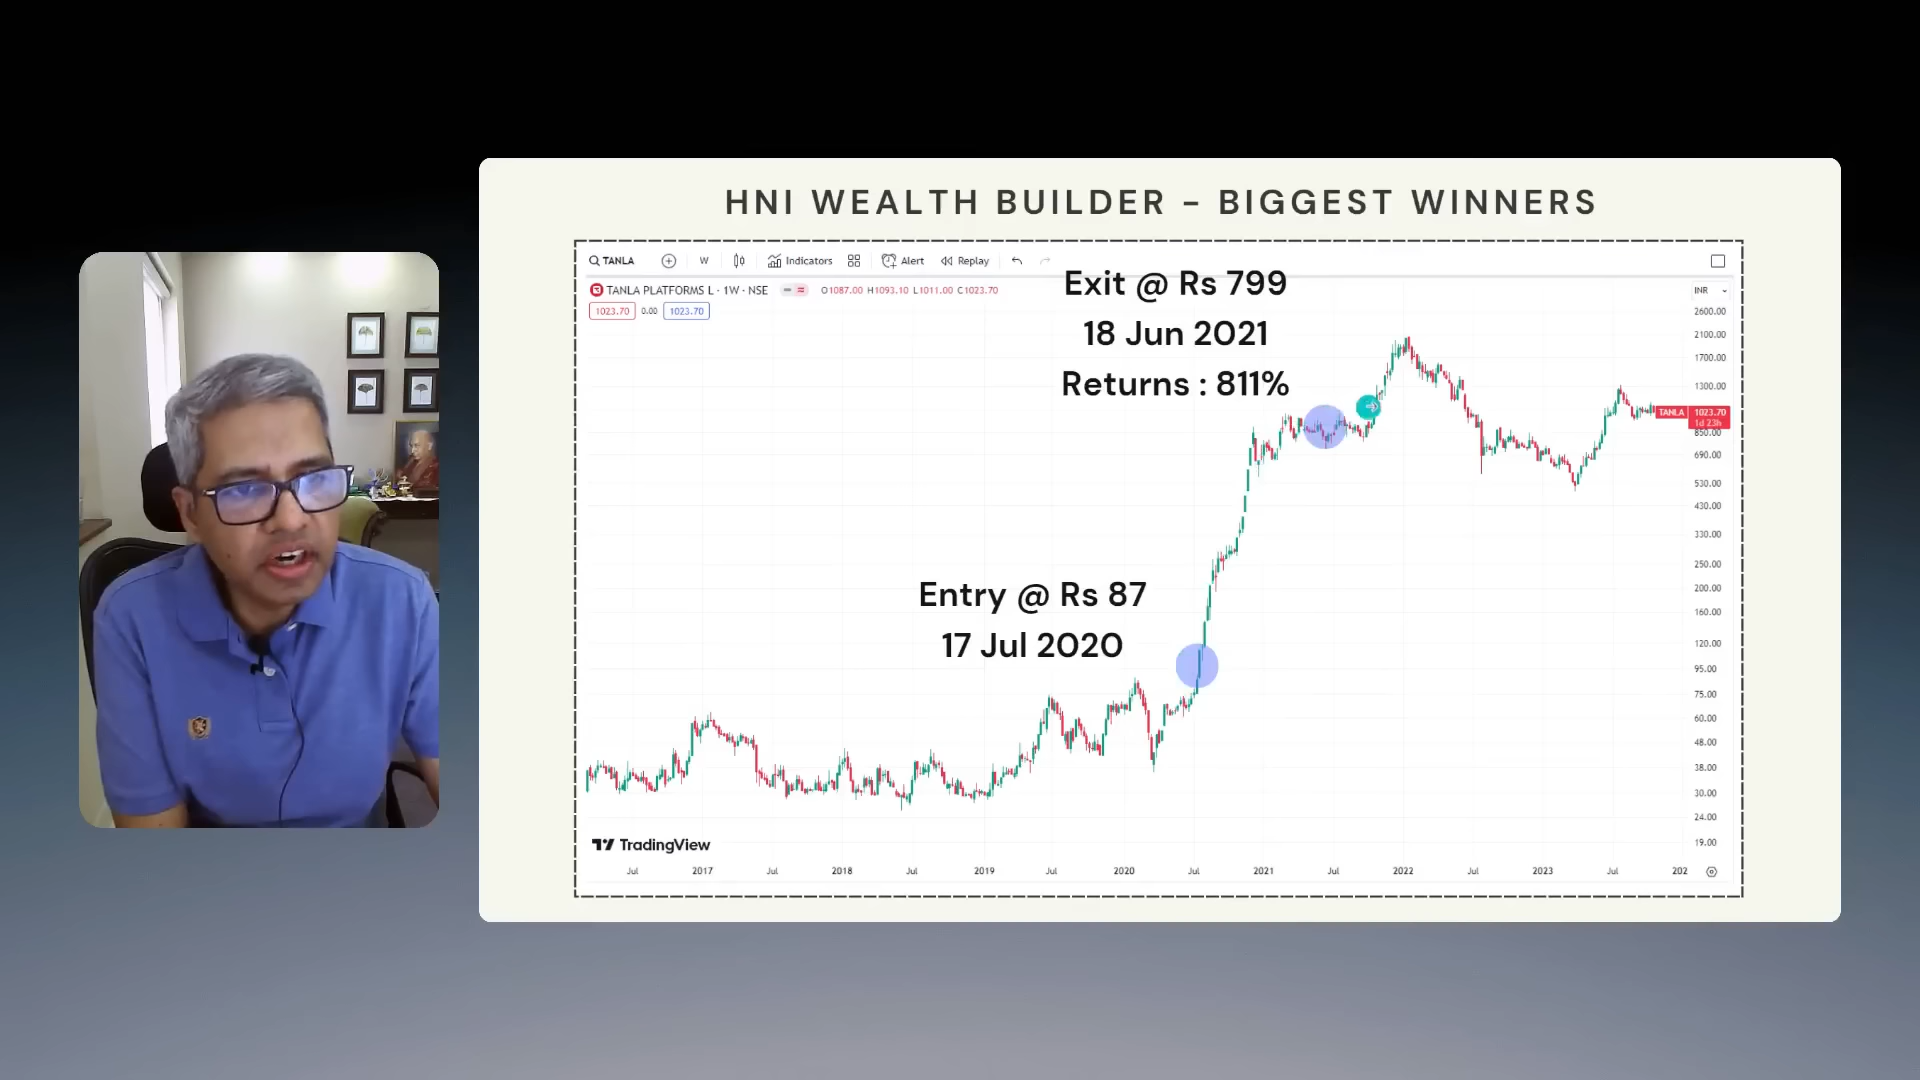 HNI WEALTH BUILDER - BIGGEST WINNERS
TANLA W Indicators Alert Replay
TANLA PLATFORMS L · 1W · NSE O1087.00 H1093.10 L1011.00 C1023.70
1023.70 0.00 1023.70
Exit @ Rs 799
18 Jun 2021
Returns : 811%
Entry @ Rs 87
17 Jul 2020
INR
2600.00
2100.00
1700.00
1300.00
TANLA 1023.70
1d 23h
850.00
690.00
530.00
430.00
330.00
250.00
200.00
160.00
120.00
95.00
75.00
60.00
48.00
38.00
30.00
24.00
19.00
TradingView
Jul 2017 Jul 2018 Jul 2019 Jul 2020 Jul 2021 Jul 2022 Jul 2023 Jul 202